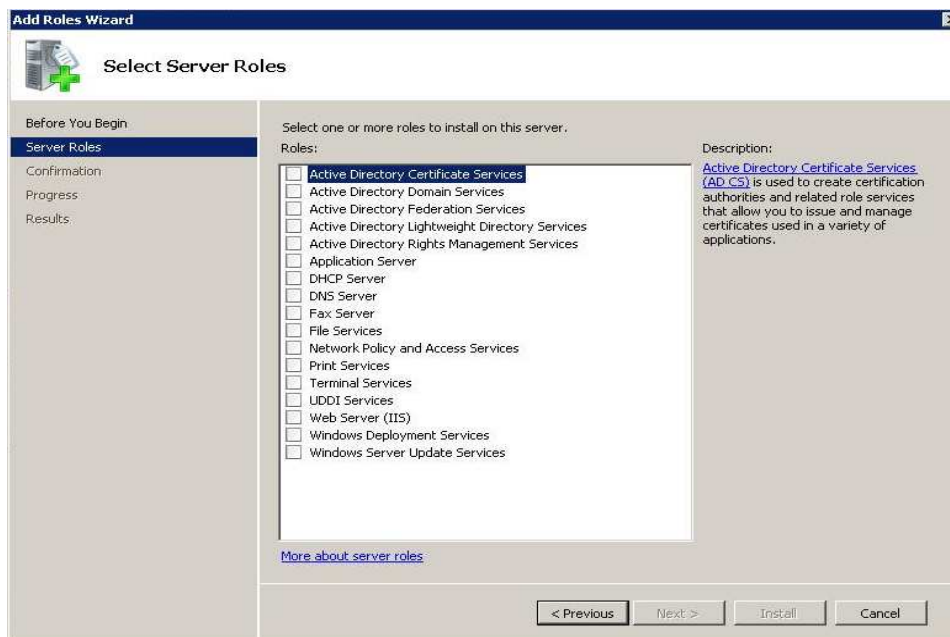 Add Roles Wizard
Select Server Roles
Before You Begin
Server Roles
Confirmation
Progress
Results
Select one or more roles to install on this server.
Roles:
Active Directory Certificate Services
Active Directory Domain Services
Active Directory Federation Services
Active Directory Lightweight Directory Services
Active Directory Rights Management Services
Application Server
DHCP Server
DNS Server
Fax Server
File Services
Network Policy and Access Services
Print Services
Terminal Services
UDDI Services
Web Server (IIS)
Windows Deployment Services
Windows Server Update Services
More about server roles
Description:
Active Directory Certificate Services
(AD CS) is used to create certification
authorities and related role services
that allow you to issue and manage
certificates used in a variety of
applications.
< Previous
Next >
Install
Cancel